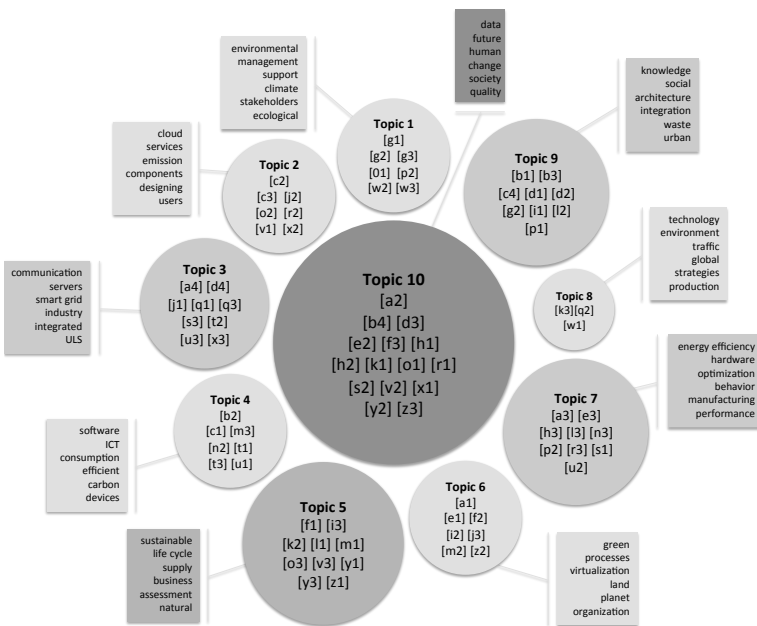 data
future
human
change
society
quality
environmental
management
support
climate
stakeholders
ecological
Topic 1
[g1]
[g2] [g3]
[01] [p2]
[w2] [w3]
knowledge
social
architecture
integration
waste
urban
Topic 9
[b1] [b3]
[c4] [d1] [d2]
[g2] [i1] [l2]
[p1]
cloud
services
emission
components
designing
users
Topic 2
[c2]
[c3] [j2]
[o2] [r2]
[v1] [x2]
technology
environment
traffic
global
strategies
production
Topic 8
[k3][q2]
[w1]
communication
servers
smart grid
industry
integrated
ULS
Topic 3
[a4] [d4]
[j1] [q1] [q3]
[s3] [t2]
[u3] [x3]
Topic 10
[a2]
[b4] [d3]
[e2] [f3] [h1]
[h2] [k1] [o1] [r1]
[s2] [v2] [x1]
[y2] [z3]
energy efficiency
hardware
optimization
behavior
manufacturing
performance
Topic 7
[a3] [e3]
[h3] [l3] [n3]
[p2] [r3] [s1]
[u2]
software
ICT
consumption
efficient
carbon
devices
Topic 4
[b2]
[c1] [m3]
[n2] [t1]
[t3] [u1]
sustainable
life cycle
supply
business
assessment
natural
Topic 5
[f1] [i3]
[k2] [l1] [m1]
[o3] [v3] [y1]
[y3] [z1]
Topic 6
[a1]
[e1] [f2]
[i2] [j3]
[m2] [z2]
green
processes
virtualization
land
planet
organization